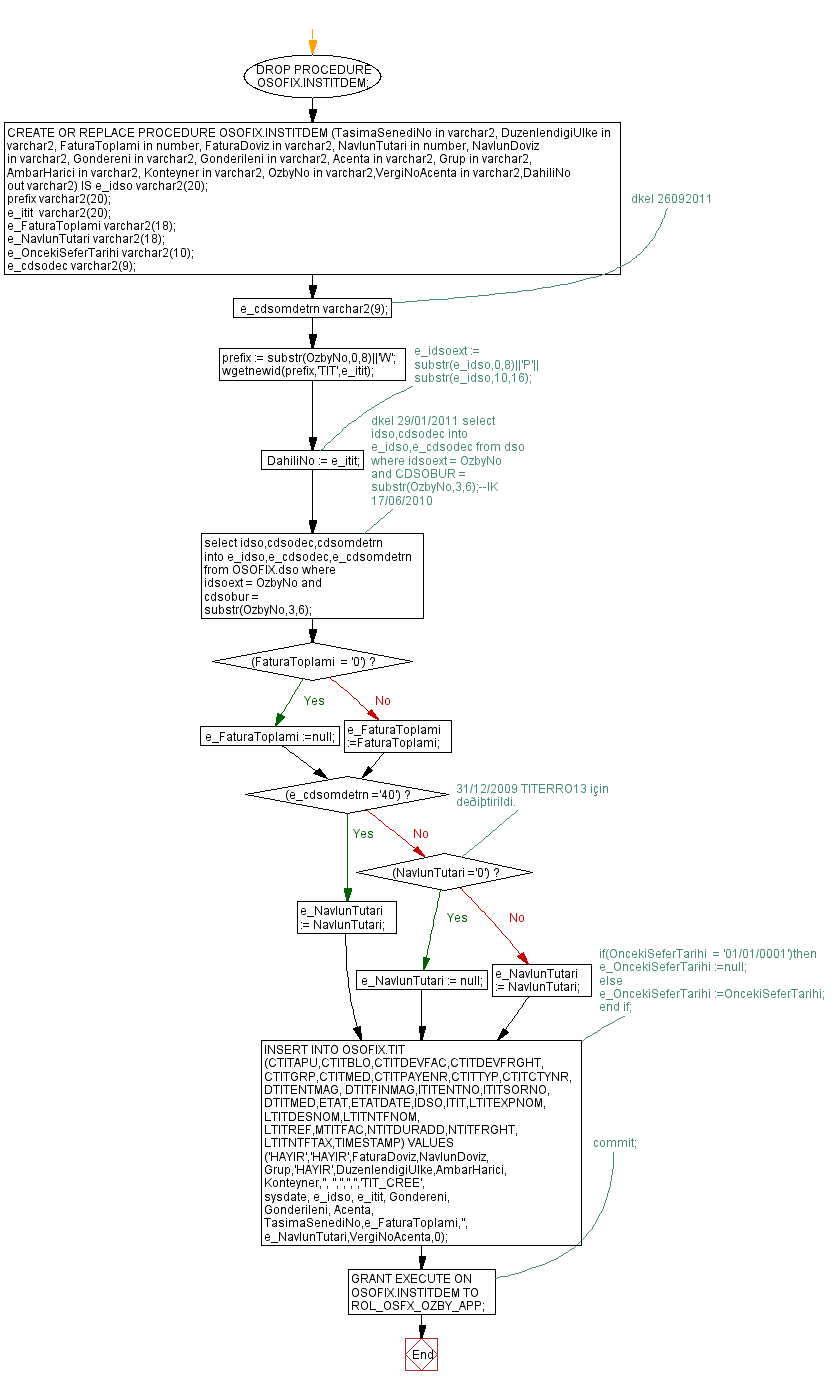 DROP PROCEDURE
OSOFIX.INSTITDEM;
CREATE OR REPLACE PROCEDURE OSOFIX.INSTITDEM (TasimaSenediNo in varchar2, DuzenlendigiUlke in
varchar2, FaturaToplami in number, FaturaDoviz in varchar2, NavlunTutari in number, NavlunDoviz
in varchar2, Gondereni in varchar2, Gonderileni in varchar2, Acenta in varchar2, Grup in varchar2,
AmbarHarici in varchar2, Konteyner in varchar2, OzbyNo in varchar2,VergiNoAcenta in varchar2,DahiliNo
out varchar2) IS e_idso varchar2(20);
prefix varchar2(20);
e_itit varchar2(20);
e_FaturaToplami varchar2(18);
e_NavlunTutari varchar2(18);
e_OncekiSeferTarihi varchar2(10);
e_cdsodec varchar2(9);
dkel 26092011
e_cdsomdetrn varchar2(9);
prefix := substr(OzbyNo,0,8)||'W';
wgetnewid(prefix,'TIT',e_itit);
e_idsoext :=
substr(e_idso,0,8)||'P'||
substr(e_idso,10,16);
DahiliNo := e_itit;
dkel 29/01/2011 select
idso,cdsodec into
e_idso,e_cdsodec from dso
where idsoext = OzbyNo
and CDSOBUR =
substr(OzbyNo,3,6);--IK
17/06/2010
select idso,cdsodec,cdsomdetrn
into e_idso,e_cdsodec,e_cdsomdetrn
from OSOFIX.dso where
idsoext = OzbyNo and
cdsobur =
substr(OzbyNo,3,6);
(FaturaToplami = '0') ?
Yes
No
e_FaturaToplami :=null;
e_FaturaToplami
:=FaturaToplami;
(e_cdsomdetrn ='40') ?
31/12/2009 TITERRO13 için
deðiþtirildi.
Yes
No
(NavlunTutari ='0') ?
e_NavlunTutari
:= NavlunTutari;
Yes
No
e_NavlunTutari := null;
e_NavlunTutari
:= NavlunTutari;
if(OncekiSeferTarihi = '01/01/0001')then
e_OncekiSeferTarihi :=null;
else
e_OncekiSeferTarihi :=OncekiSeferTarihi;
end if;
INSERT INTO OSOFIX.TIT
(CTITAPU,CTITBLO,CTITDEVFAC,CTITDEVFRGHT,
CTITGRP,CTITMED,CTITPAYENR,CTITTYP,CTITCTYNR,
DTITENTMAG, DTITFINMAG,ITITENTNO,ITITSORNO,
DTITMED,ETAT,ETATDATE,IDSO,ITIT,LTITEXPNOM,
LTITDESNOM,LTITNTFNOM,
LTITREF,MTITFAC,NTITDURADD,NTITFRGHT,
LTITNTFTAX,TIMESTAMP) VALUES
('HAYIR','HAYIR',FaturaDoviz,NavlunDoviz,
Grup,'HAYIR',DuzenlendigiUlke,AmbarHarici,
Konteyner,'', '','','','','TIT_CREE',
sysdate, e_idso, e_itit, Gondereni,
Gonderileni, Acenta,
TasimaSenediNo,e_FaturaToplami,'',
e_NavlunTutari,VergiNoAcenta,0);
commit;
GRANT EXECUTE ON
OSOFIX.INSTITDEM TO
ROL_OSFX_OZBY_APP;
End